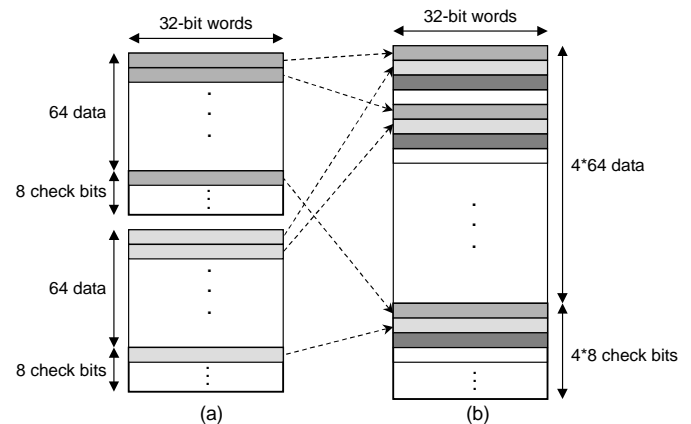 32-bit words
64 data
8 check bits
64 data
8 check bits
(a)
32-bit words
4*64 data
4*8 check bits
(b)